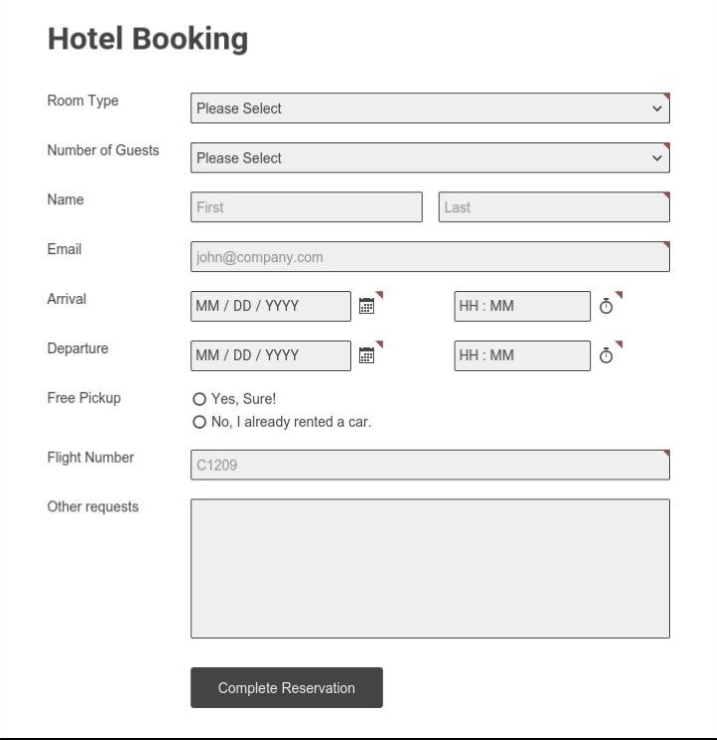 Hotel Booking
Room Type
Please Select
Number of Guests
Please Select
Name
First
Last
Email
john@company.com
Arrival
MM / DD / YYYY
HH : MM
Departure
MM / DD / YYYY
HH : MM
Free Pickup
Yes, Sure!
No, I already rented a car.
Flight Number
C1209
Other requests
Complete Reservation